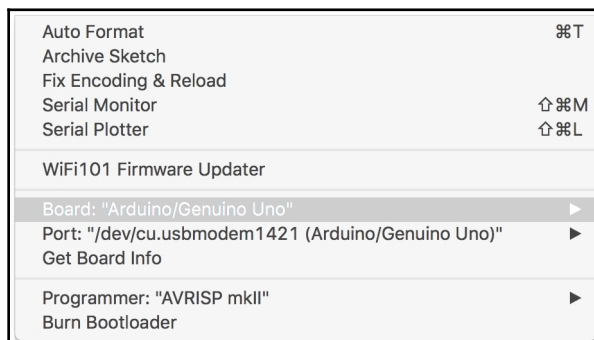 Auto Format ⌘T
Archive Sketch
Fix Encoding & Reload
Serial Monitor ⇧⌘M
Serial Plotter ⇧⌘L
WiFi101 Firmware Updater
Board: "Arduino/Genuino Uno"
Port: "/dev/cu.usbmodem1421 (Arduino/Genuino Uno)"
Get Board Info
Programmer: "AVRISP mkII"
Burn Bootloader